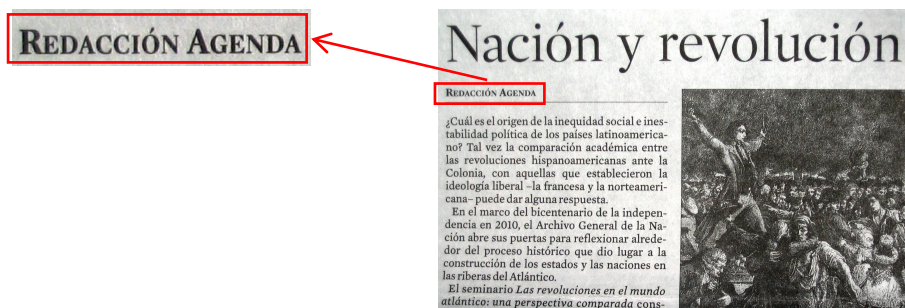 REDACCIÓN AGENDA
Nación y revolución
REDACCIÓN AGENDA
¿Cuál es el origen de la inequidad social e ines-
tabilidad política de los países latinoamerica-
no? Tal vez la comparación académica entre
las revoluciones hispanoamericanas ante la
Colonia, con aquellas que establecieron la
ideología liberal –la francesa y la norteameri-
cana– puede dar alguna respuesta.
En el marco del bicentenario de la indepen-
dencia en 2010, el Archivo General de la Na-
ción abre sus puertas para reflexionar alrede-
dor del proceso histórico que dio lugar a la
construcción de los estados y las naciones en
las riberas del Atlántico.
El seminario Las revoluciones en el mundo
atlántico: una perspectiva comparada cons-